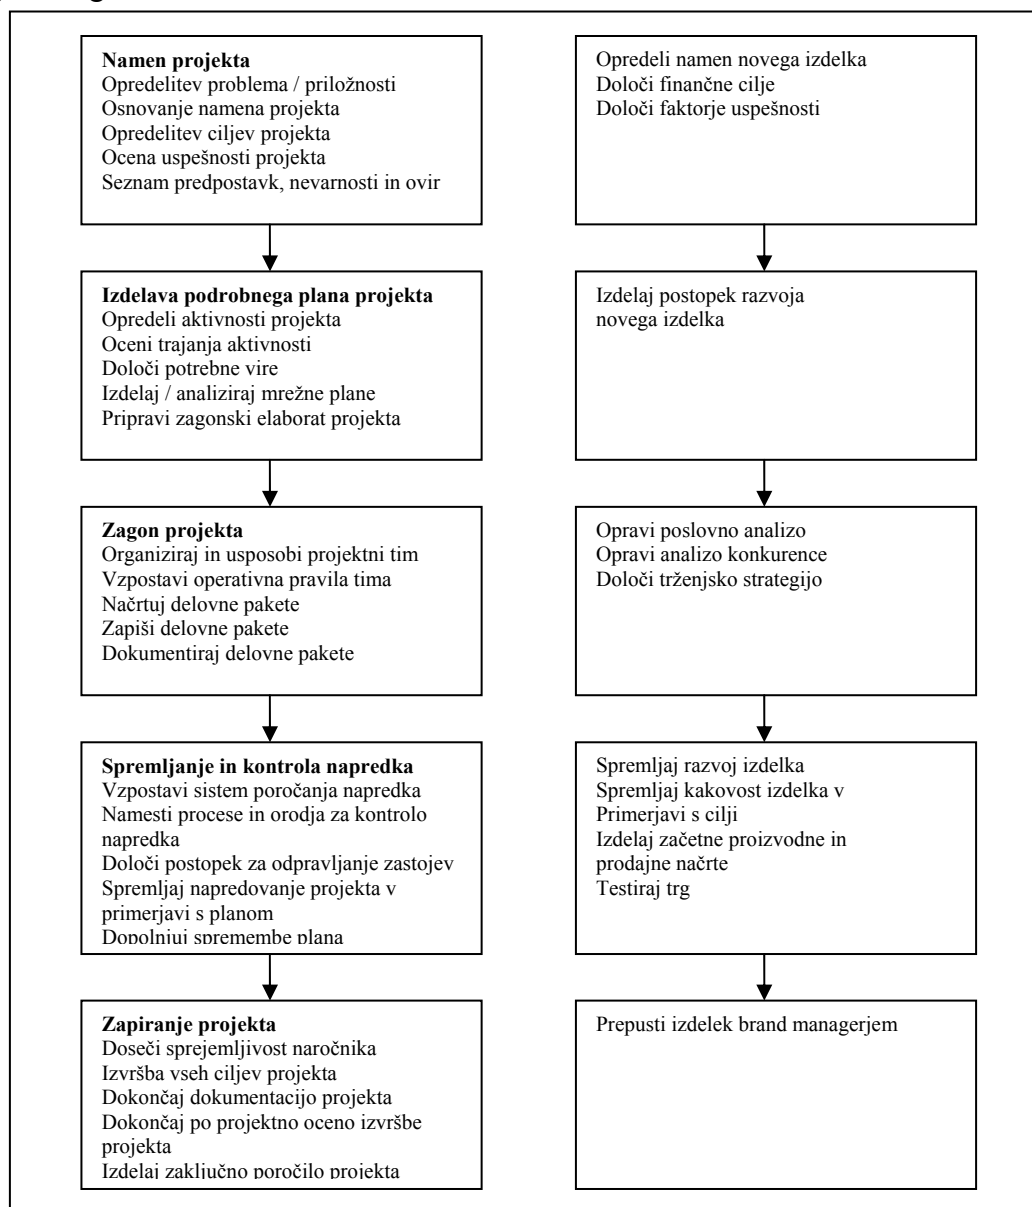 Namen projekta
Opredelitev problema / priložnosti
Osnovanje namena projekta
Opredelitev ciljev projekta
Ocena uspešnosti projekta
Seznam predpostavk, nevarnosti in ovir
Opredeli namen novega izdelka
Določi finančne cilje
Določi faktorje uspešnosti
Izdelava podrobnega plana projekta
Opredeli aktivnosti projekta
Oceni trajanja aktivnosti
Določi potrebne vire
Izdelaj / analiziraj mrežne plane
Pripravi zagonski elaborat projekta
Izdelaj postopek razvoja
novega izdelka
Zagon projekta
Organiziraj in usposobi projektni tim
Vzpostavi operativna pravila tima
Načrtuj delovne pakete
Zapiši delovne pakete
Dokumentiraj delovne pakete
Opravi poslovno analizo
Opravi analizo konkurence
Določi trženjsko strategijo
Spremljanje in kontrola napredka
Vzpostavi sistem poročanja napredka
Namesti procese in orodja za kontrolo
napredka
Določi postopek za odpravljanje zastojev
Spremljaj napredovanje projekta v
primerjavi s planom
Dopolnjuj spremembe plana
Spremljaj razvoj izdelka
Spremljaj kakovost izdelka v
Primerjavi s cilji
Izdelaj začetne proizvodne in
prodajne načrte
Testiraj trg
Zapiranje projekta
Doseči sprejemljivost naročnika
Izvršba vseh ciljev projekta
Dokončaj dokumentacijo projekta
Dokončaj po projektno oceno izvršbe
projekta
Izdelaj zaključno poročilo projekta
Prepusti izdelek brand managerjem